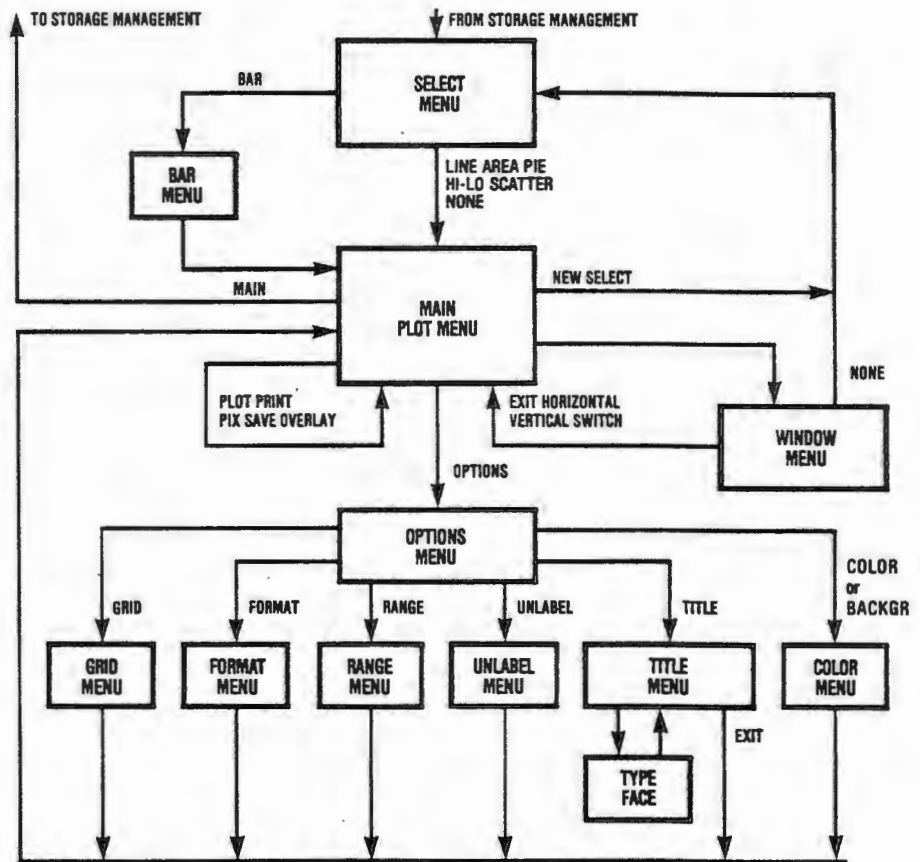 TO STORAGE MANAGEMENT
FROM STORAGE MANAGEMENT
SELECT
MENU
BAR
BAR
MENU
LINE AREA PIE
HI-LO SCATTER
NONE
MAIN
MAIN
PLOT MENU
NEW SELECT
NONE
PLOT PRINT
PIX SAVE OVERLAY
EXIT HORIZONTAL
VERTICAL SWITCH
WINDOW
MENU
OPTIONS
OPTIONS
MENU
GRID
FORMAT
RANGE
UNLABEL
TITLE
COLOR
or
BACKGR
GRID
MENU
FORMAT
MENU
RANGE
MENU
UNLABEL
MENU
TITLE
MENU
COLOR
MENU
EXIT
TYPE
FACE